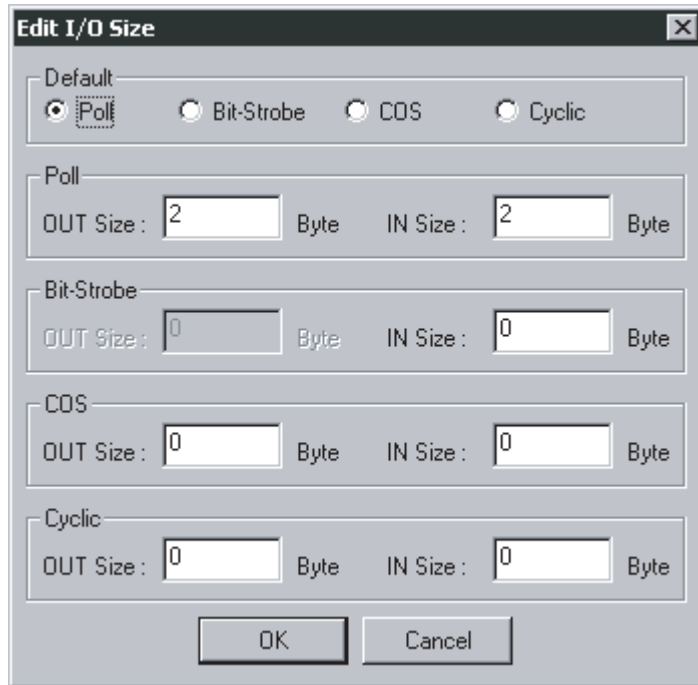 Edit I/O Size
Default
Poll Bit-Strobe COS Cyclic
Poll
OUT Size : 2 Byte IN Size : 2 Byte
Bit-Strobe
OUT Size : 0 Byte IN Size : 0 Byte
COS
OUT Size : 0 Byte IN Size : 0 Byte
Cyclic
OUT Size : 0 Byte IN Size : 0 Byte
OK Cancel